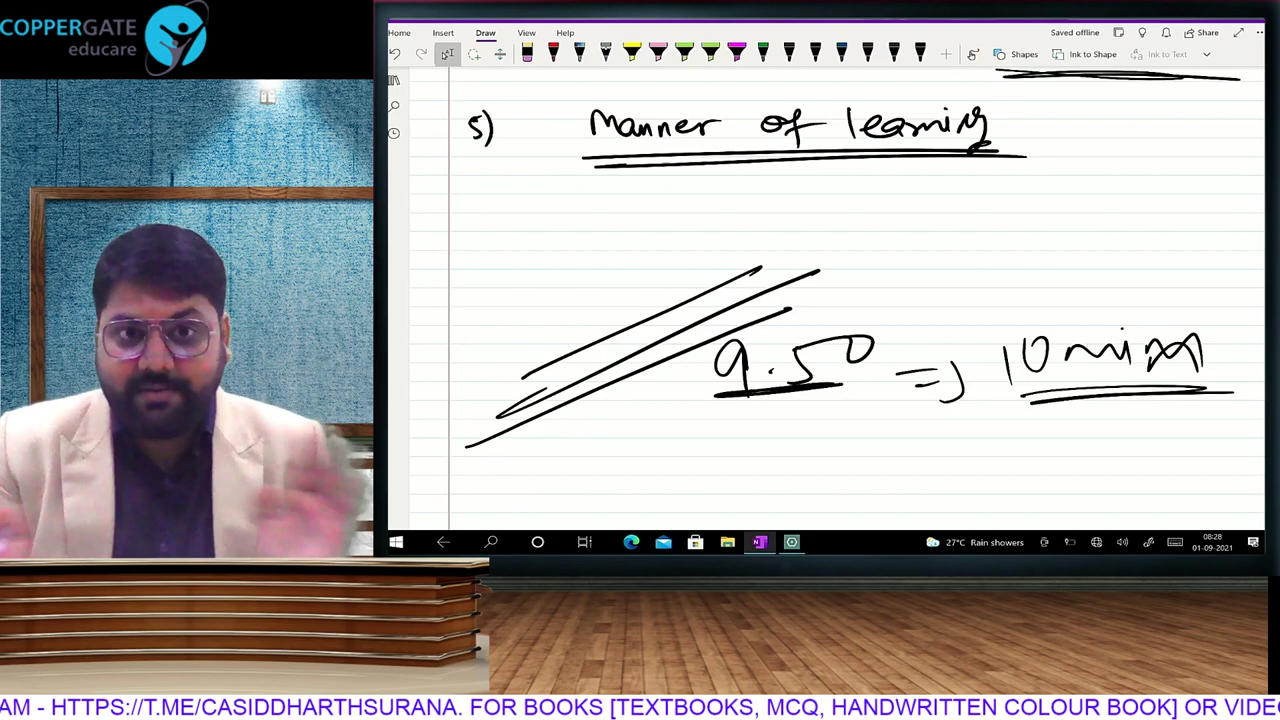 COPPERGATE
educare
Home Insert Draw View Help
Saved offline
Share
Shapes
Ink to Shape
Ink to Text
5) Manner of learning
9.50 => 10 min
27°C Rain showers
08:28
01-09-2021
AM - HTTPS://T.ME/CASIDDHARTHSURANA. FOR BOOKS [TEXTBOOKS, MCQ, HANDWRITTEN COLOUR BOOK] OR VIDE